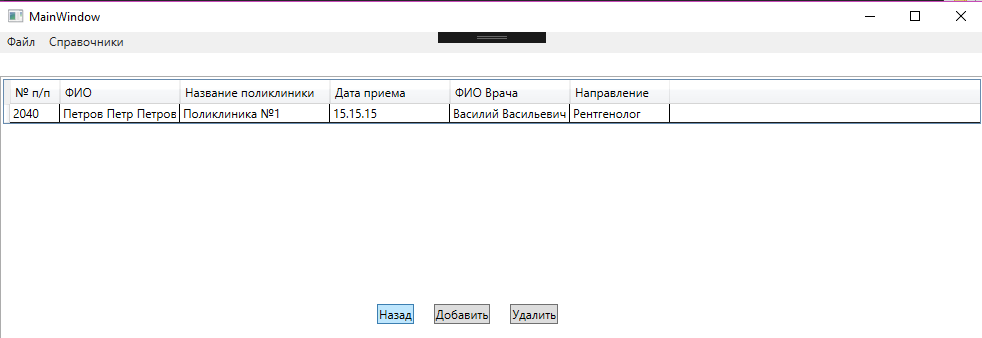 MainWindow
Файл Справочники
№ п/п ФИО Название поликлиники Дата приема ФИО Врача Направление
2040 Петров Петр Петров Поликлиника №1 15.15.15 Василий Васильевич Рентгенолог
Назад Добавить Удалить